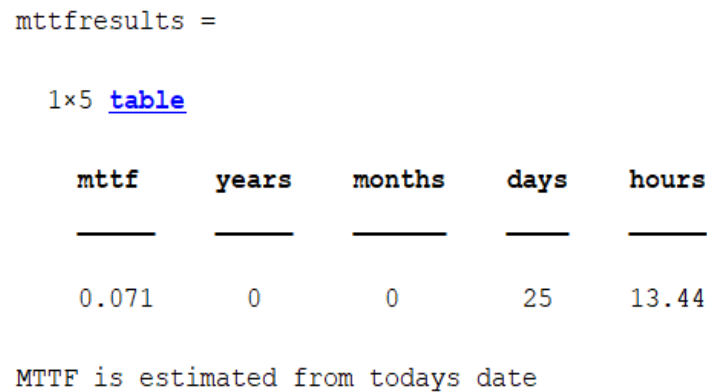 mttfresults =
1×5 table
mttf years months days hours
0.071 0 0 25 13.44
MTTF is estimated from todays date